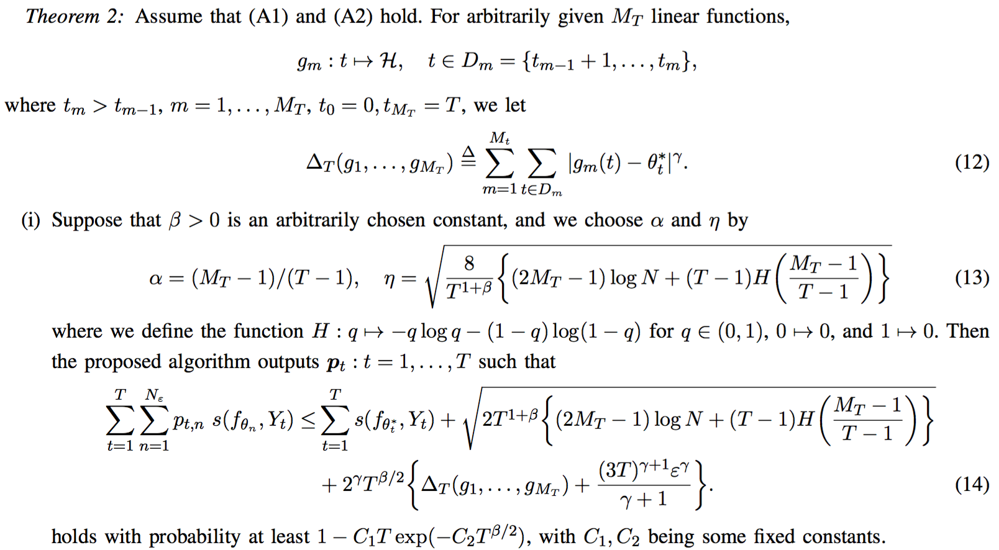 Theorem 2: Assume that (A1) and (A2) hold. For arbitrarily given $M_T$ linear functions,
$$g_m : t \mapsto \mathcal{H}, \quad t \in D_m = \{t_{m-1}+1, \ldots, t_m\},$$
where $t_m > t_{m-1}$, $m = 1, \ldots, M_T$, $t_0 = 0, t_{M_T} = T$, we let
$$\Delta_T(g_1, \ldots, g_{M_T}) \stackrel{\Delta}{=} \sum_{m=1}^{M_t} \sum_{t \in D_m} |g_m(t) - \theta_t^*|^\gamma. \quad (12)$$
(i) Suppose that $\beta > 0$ is an arbitrarily chosen constant, and we choose $\alpha$ and $\eta$ by
$$\alpha = (M_T - 1)/(T - 1), \quad \eta = \sqrt{\frac{8}{T^{1+\beta}} \left\{ (2M_T - 1) \log N + (T - 1) H\left( \frac{M_T - 1}{T - 1} \right) \right\}} \quad (13)$$
where we define the function $H : q \mapsto -q \log q - (1 - q) \log(1 - q)$ for $q \in (0, 1)$, $0 \mapsto 0$, and $1 \mapsto 0$. Then
the proposed algorithm outputs $\boldsymbol{p}_t : t = 1, \ldots, T$ such that
$$\sum_{t=1}^{T} \sum_{n=1}^{N_\varepsilon} p_{t,n}\, s(f_{\theta_n}, Y_t) \leq \sum_{t=1}^{T} s(f_{\theta_t^*}, Y_t) + \sqrt{2T^{1+\beta} \left\{ (2M_T - 1) \log N + (T - 1) H\left( \frac{M_T - 1}{T - 1} \right) \right\}}$$
$$+ 2^\gamma T^{\beta/2} \left\{ \Delta_T(g_1, \ldots, g_{M_T}) + \frac{(3T)^{\gamma+1} \varepsilon^\gamma}{\gamma + 1} \right\}. \quad (14)$$
holds with probability at least $1 - C_1 T \exp(-C_2 T^{\beta/2})$, with $C_1, C_2$ being some fixed constants.